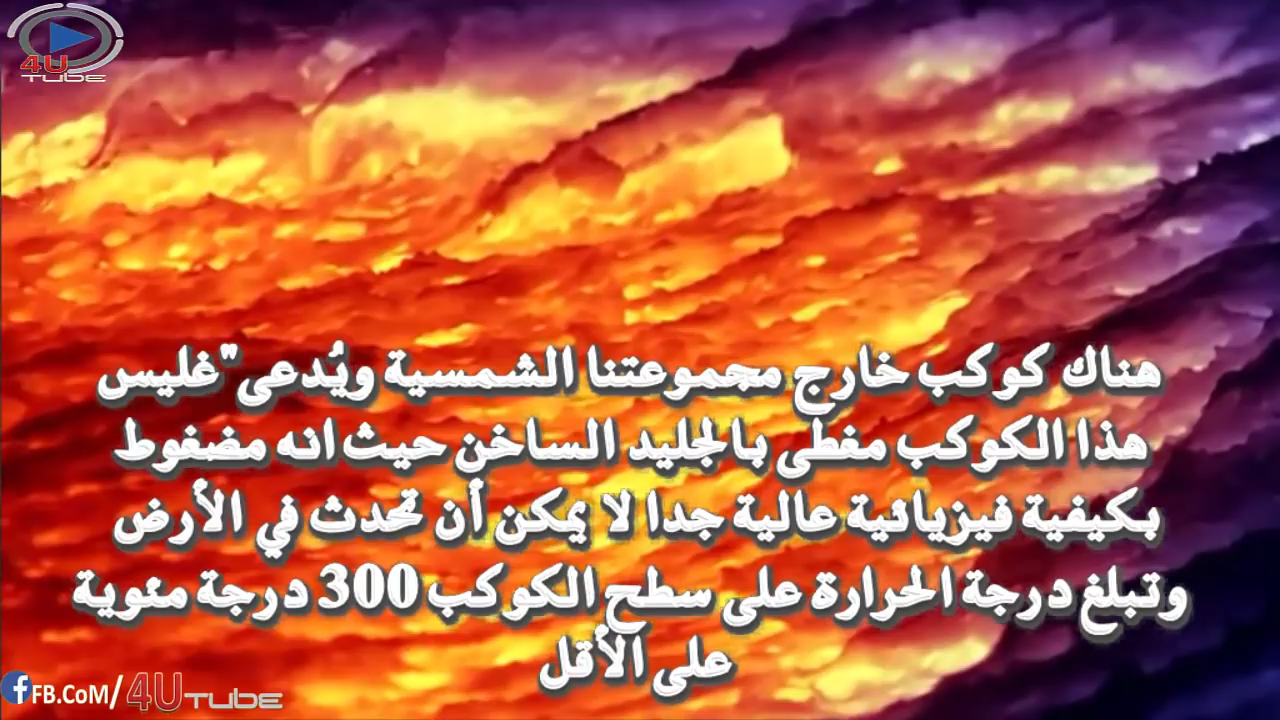 4U
TUBE
هناك كوكب خارج مجموعتنا الشمسية ويُدعى"غليس
هذا الكوكب مغطى بالجليد الساخن حيث انه مضغوط
بكيفية فيزيائية عالية جدا لا يمكن أن تحدث في الأرض
وتبلغ درجة الحرارة على سطح الكوكب 300 درجة مئوية
على الأقل
FB.CoM/4UTUBE